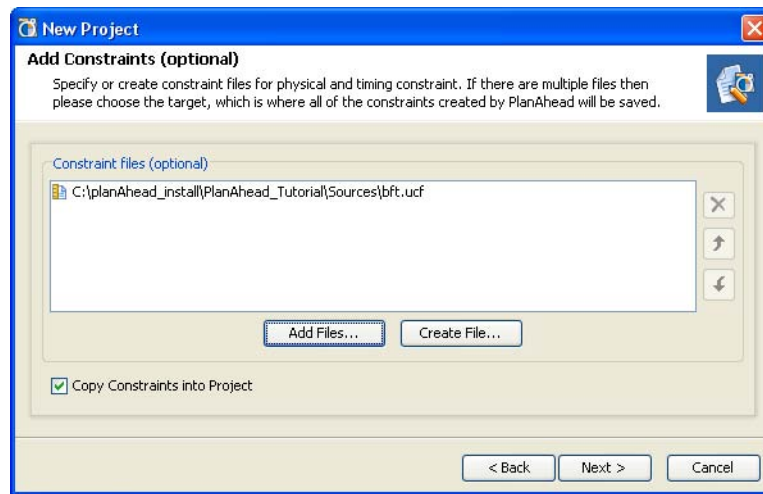 New Project
Add Constraints (optional)
Specify or create constraint files for physical and timing constraint. If there are multiple files then
please choose the target, which is where all of the constraints created by PlanAhead will be saved.
Constraint files (optional)
C:\planAhead_install\PlanAhead_Tutorial\Sources\bft.ucf
Add Files...
Create File...
Copy Constraints into Project
< Back
Next >
Cancel